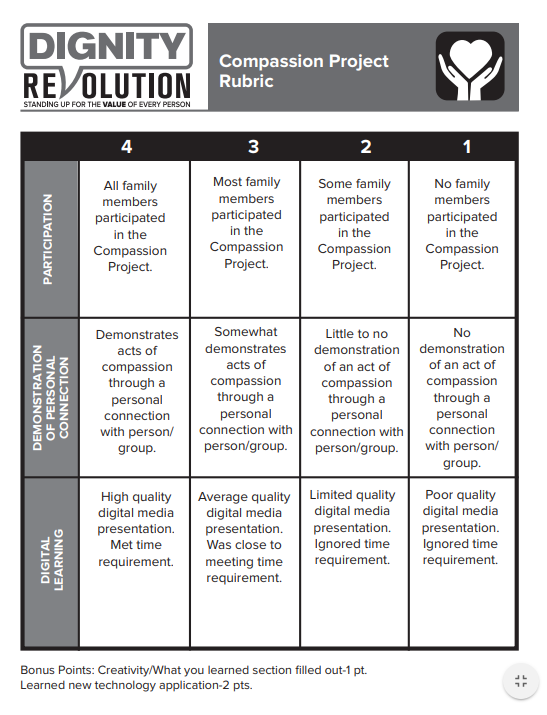 DIGNITY
REVOLUTION
STANDING UP FOR THE VALUE OF EVERY PERSON
Compassion Project
Rubric
4
3
2
1
PARTICIPATION
All family
members
participated
in the
Compassion
Project.
Most family
members
participated
in the
Compassion
Project.
Some family
members
participated
in the
Compassion
Project.
No family
members
participated
in the
Compassion
Project.
DEMONSTRATION
OF PERSONAL
CONNECTION
Demonstrates
acts of
compassion
through a
personal
connection
with person/
group.
Somewhat
demonstrates
acts of
compassion
through a
personal
connection with
person/group.
Little to no
demonstration
of an act of
compassion
through a
personal
connection with
person/group.
No
demonstration
of an act of
compassion
through a
personal
connection
with person/
group.
DIGITAL
LEARNING
High quality
digital media
presentation.
Met time
requirement.
Average quality
digital media
presentation.
Was close to
meeting time
requirement.
Limited quality
digital media
presentation.
Ignored time
requirement.
Poor quality
digital media
presentation.
Ignored time
requirement.
Bonus Points: Creativity/What you learned section filled out-1 pt.
Learned new technology application-2 pts.